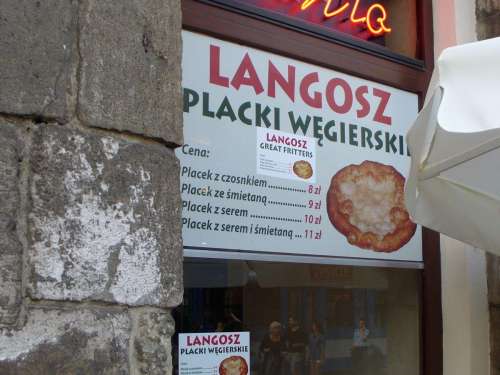 LANGOSZ
PLACKI WĘGIERSKIE
LANGOSZ
GREAT FRITTERS
Cena:
Placek z czosnkiem............... 8 zł
Placek ze śmietaną............... 9 zł
Placek z serem.................... 10 zł
Placek z serem i śmietaną ... 11 zł
LANGOSZ
PLACKI WĘGIERSKIE